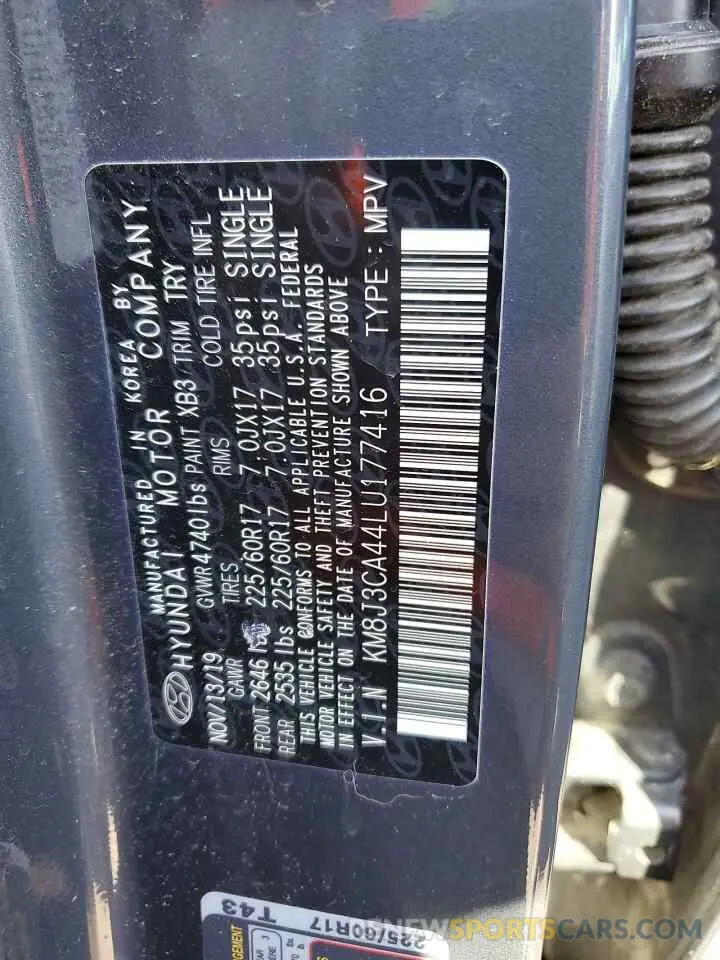 MANUFACTURED IN KOREA BY
HYUNDAI MOTOR COMPANY
NOV/13/19 GVWR 4740lbs PAINT XB3 TRIM TRY
GAWR TIRES RIMS COLD TIRE INFL
FRONT 2646 225/60R17 7.0JX17 35psi SINGLE
REAR 2535 lbs 225/60R17 7.0JX17 35psi SINGLE
THIS VEHICLE CONFORMS TO ALL APPLICABLE U.S.A. FEDERAL
MOTOR VEHICLE SAFETY AND THEFT PREVENTION STANDARDS
IN EFFECT ON THE DATE OF MANUFACTURE SHOWN ABOVE
V.I.N KM8J3CA44LU177416 TYPE : MPV
T43
225/60R17
RENEWSPORTSCARS.COM